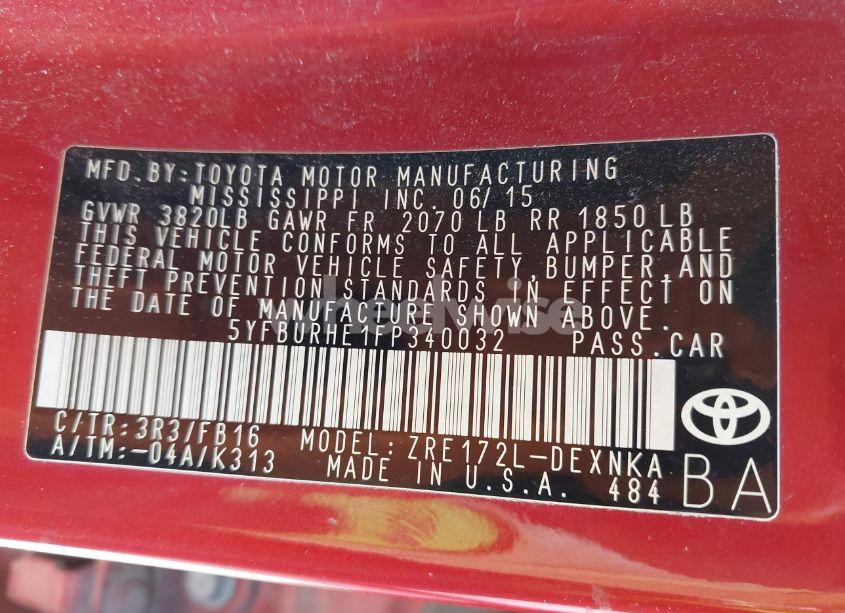 MFD. BY: TOYOTA MOTOR MANUFACTURING
MISSISSIPPI INC. 06/15
GVWR 3820LB GAWR FR 2070 LB RR 1850 LB
THIS VEHICLE CONFORMS TO ALL APPLICABLE
FEDERAL MOTOR VEHICLE SAFETY, BUMPER, AND
THEFT PREVENTION STANDARDS IN EFFECT ON
THE DATE OF MANUFACTURE SHOWN ABOVE.
5YFBURHE1FP340032 PASS. CAR
C/TR: 3R3/FB16 MODEL: ZRE172L-DEXNKA
A/TM: -04A/K313 MADE IN U.S.A. 484
BA